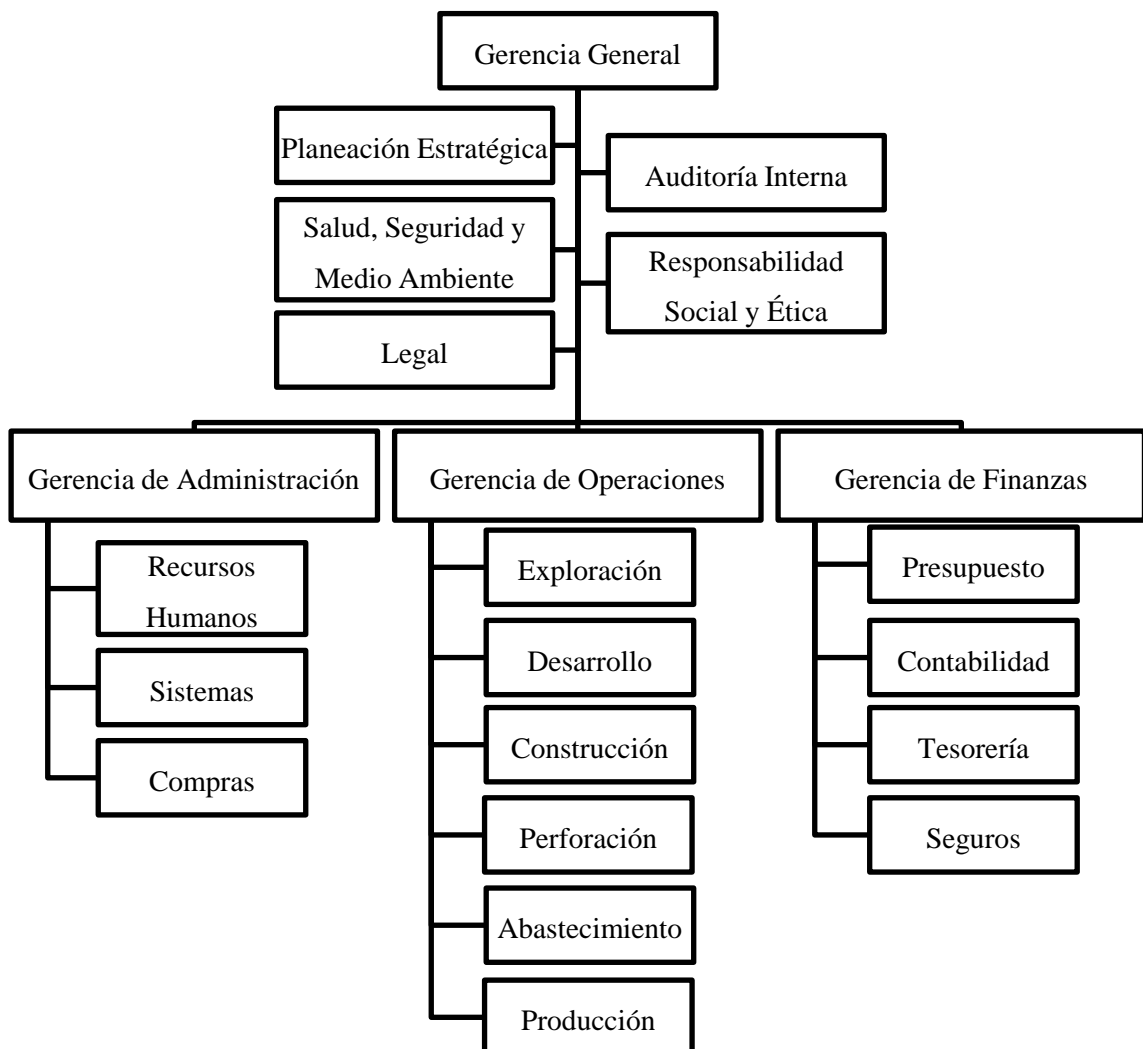 Gerencia General
Planeación Estratégica
Auditoría Interna
Salud, Seguridad y
Medio Ambiente
Responsabilidad
Social y Ética
Legal
Gerencia de Administración
Gerencia de Operaciones
Gerencia de Finanzas
Recursos
Humanos
Sistemas
Compras
Exploración
Desarrollo
Construcción
Perforación
Abastecimiento
Producción
Presupuesto
Contabilidad
Tesorería
Seguros